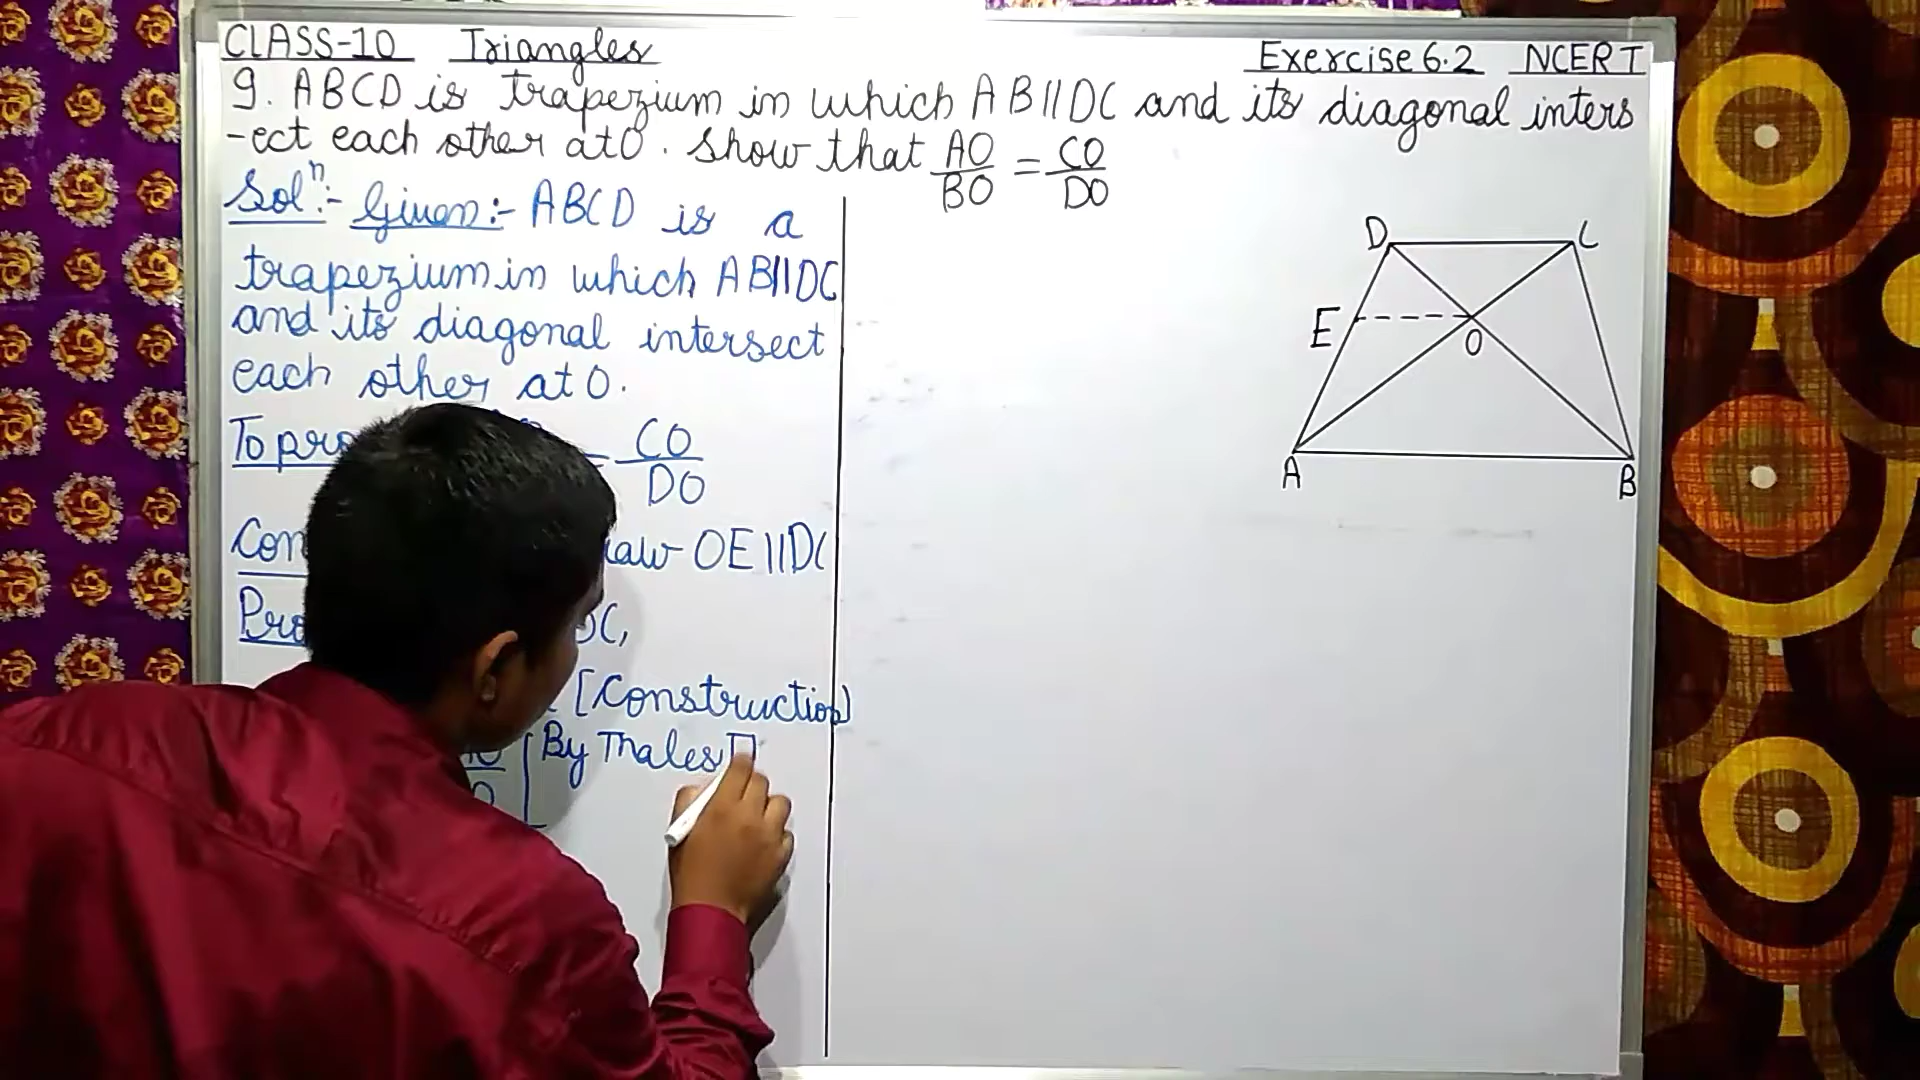 CLASS-10 Triangles Exercise 6.2 NCERT
9. ABCD is trapezium in which AB||DC and its diagonal inters
-ect each other at O. Show that AO/BO = CO/DO
Solⁿ:- Given:- ABCD is a
trapezium in which AB||DC
and its diagonal intersect
each other at O.
To = CO/DO
OE||DC
[Construction]
[By Thales
D C
E
O
A B